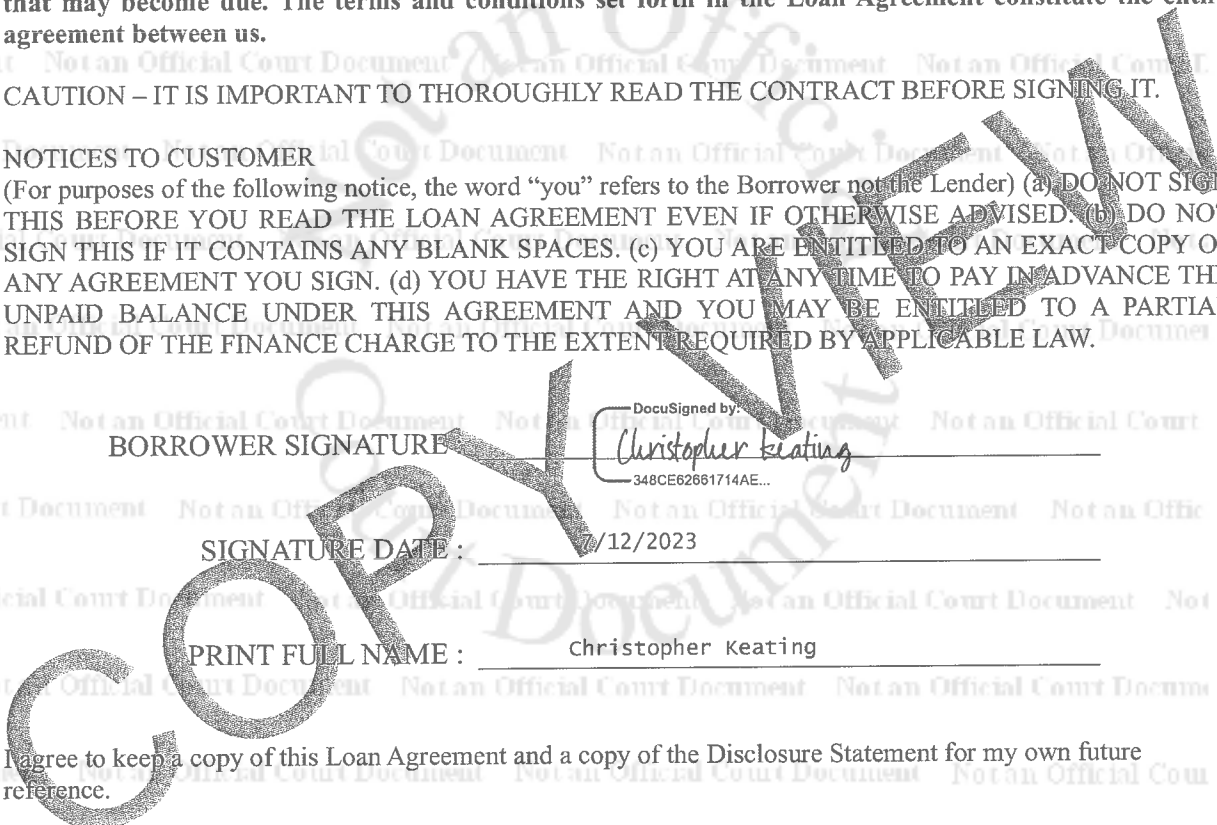 that may become due. The terms and conditions set forth in the Loan Agreement constitute the
agreement between us.
CAUTION – IT IS IMPORTANT TO THOROUGHLY READ THE CONTRACT BEFORE SIGNING IT.
NOTICES TO CUSTOMER
(For purposes of the following notice, the word “you” refers to the Borrower not the Lender) (a) DO NOT
THIS BEFORE YOU READ THE LOAN AGREEMENT EVEN IF OTHERWISE ADVISED. (b) DO
SIGN THIS IF IT CONTAINS ANY BLANK SPACES. (c) YOU ARE ENTITLED TO AN EXACT COPY
ANY AGREEMENT YOU SIGN. (d) YOU HAVE THE RIGHT AT ANY TIME TO PAY IN ADVANCE
UNPAID BALANCE UNDER THIS AGREEMENT AND YOU MAY BE ENTITLED TO A
REFUND OF THE FINANCE CHARGE TO THE EXTENT REQUIRED BY APPLICABLE LAW.
DocuSigned by:
BORROWER SIGNATURE Christopher Keating
348CE62661714AE...
SIGNATURE DATE : 7/12/2023
PRINT FULL NAME : Christopher Keating
I agree to keep a copy of this Loan Agreement and a copy of the Disclosure Statement for my own future
reference.
COPY VIEW
Not an Official Court Document